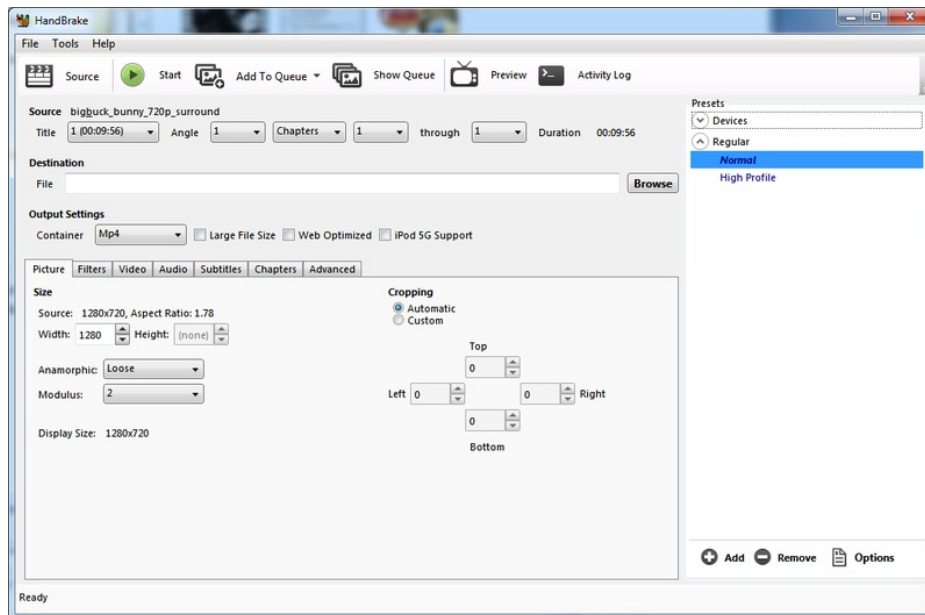 HandBrake
File Tools Help
Source Start Add To Queue Show Queue Preview Activity Log
Source bigbuck_bunny_720p_surround
Title 1 (00:09:56) Angle 1 Chapters 1 through 1 Duration 00:09:56
Destination
File Browse
Output Settings
Container Mp4 Large File Size Web Optimized iPod 5G Support
Picture Filters Video Audio Subtitles Chapters Advanced
Size
Source: 1280x720, Aspect Ratio: 1.78
Width: 1280 Height: (none)
Anamorphic: Loose
Modulus: 2
Display Size: 1280x720
Cropping
Automatic
Custom
Top
0
Left 0 0 Right
0
Bottom
Presets
Devices
Regular
Normal
High Profile
Add Remove Options
Ready